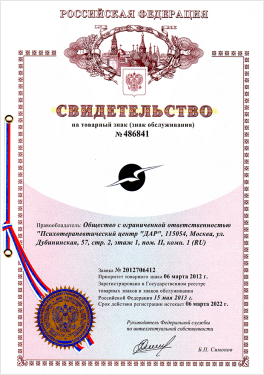 РОССИЙСКАЯ ФЕДЕРАЦИЯ
СВИДЕТЕЛЬСТВО
на товарный знак (знак обслуживания)
№ 486841
Правообладатель: Общество с ограниченной ответственностью
"Психотерапевтический центр "ДАР", 115054, Москва, ул.
Дубининская, 57, стр. 2, этаж 1, пом. II, комн. 1 (RU)
Заявка № 2012706412
Приоритет товарного знака 06 марта 2012 г.
Зарегистрировано в Государственном реестре
товарных знаков и знаков обслуживания
Российской Федерации 15 мая 2013 г.
Срок действия регистрации истекает 06 марта 2022 г.
Руководитель Федеральной службы
по интеллектуальной собственности
Б.П. Симонов